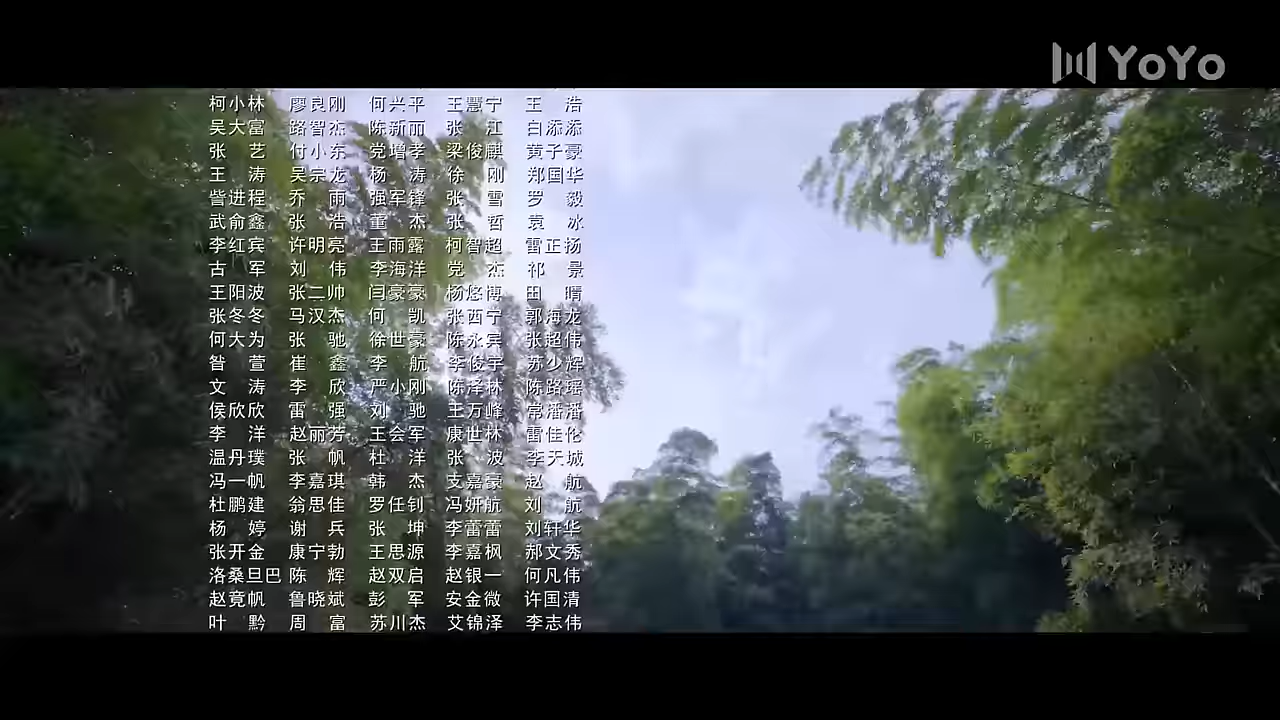 YoYo
柯小林 廖良刚 何兴平 王慧宁 王 浩
吴大富 路智杰 陈新丽 张 江 白添添
张 艺 付小东 党增孝 梁俊麒 黄子豪
王 涛 吴宗龙 杨 涛 徐 刚 郑国华
訾进程 乔 雨 强军锋 张 雪 罗 毅
武俞鑫 张 浩 董 杰 张 哲 袁 冰
李红宾 许明亮 王雨露 柯智超 雷正扬
古 军 刘 伟 李海洋 党 杰 祁 景
王阳波 张二帅 闫豪豪 杨悠博 田 晴
张冬冬 马汉杰 何 凯 张西宁 郭海龙
何大为 张 驰 徐世豪 陈永宾 张超伟
昝 萱 崔 鑫 李 航 李俊宇 苏少辉
文 涛 李 欣 严小刚 陈泽林 陈路瑶
侯欣欣 雷 强 刘 驰 王万峰 常潘潘
李 洋 赵丽芳 王会军 康世林 雷佳伦
温丹璞 张 帆 杜 洋 张 波 李天城
冯一帆 李嘉琪 韩 杰 支嘉豪 赵 航
杜鹏建 翁思佳 罗任钊 冯妍航 刘 航
杨 婷 谢 兵 张 坤 李蕾蕾 刘轩华
张开金 康宁勃 王思源 李嘉枫 郝文秀
洛桑旦巴 陈 辉 赵双启 赵银一 何凡伟
赵竟帆 鲁晓斌 彭 军 安金微 许国清
叶 黔 周 富 苏川杰 艾锦泽 李志伟